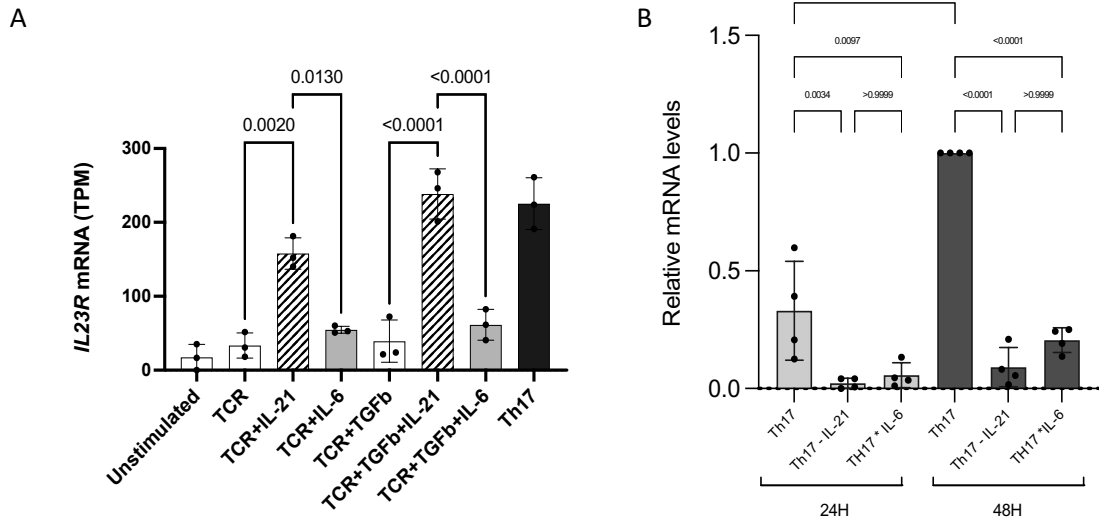 A
0.0130
<0.0001
0.0020
<0.0001
IL23R mRNA (TPM)
300
200
100
0
Unstimulated
TCR
TCR+IL-21
TCR+IL-6
TCR+TGFb
TCR+TGFb+IL-21
TCR+TGFb+IL-6
Th17
B
Relative mRNA levels
1.5
1.0
0.5
0.0
0.0097
<0.0001
0.0034
>0.9999
<0.0001
>0.9999
Th17
Th17 - IL-21
TH17 * IL-6
Th17
Th17 - IL-21
TH17 *IL-6
24H
48H